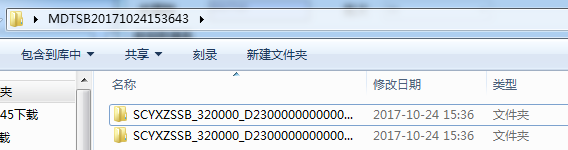 MDTSB20171024153643
包含到库中 共享 刻录 新建文件夹
名称 修改日期 类型
夹
45下载
SCYXZSSB_320000_D2300000000000... 2017-10-24 15:36 文件夹
载
SCYXZSSB_320000_D2300000000000... 2017-10-24 15:36 文件夹